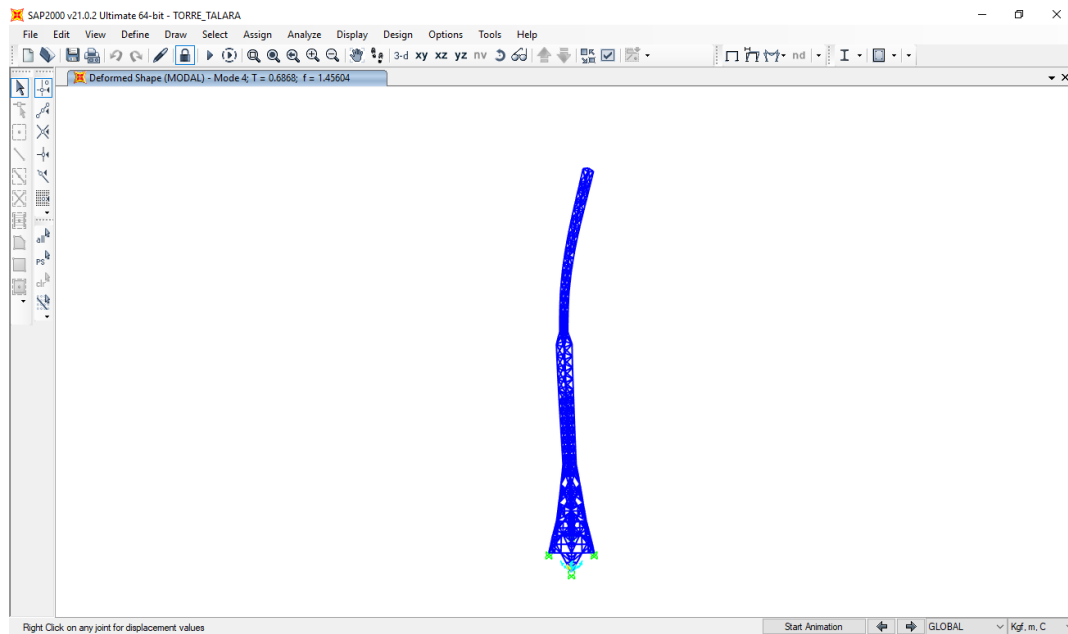 SAP2000 v21.0.2 Ultimate 64-bit - TORRE_TALARA
File Edit View Define Draw Select Assign Analyze Display Design Options Tools Help
3-d xy xz yz nv nd
Deformed Shape (MODAL) - Mode 4; T = 0.6868; f = 1.45604
all
PS
clr
Right Click on any joint for displacement values
Start Animation
GLOBAL
Kgf, m, C